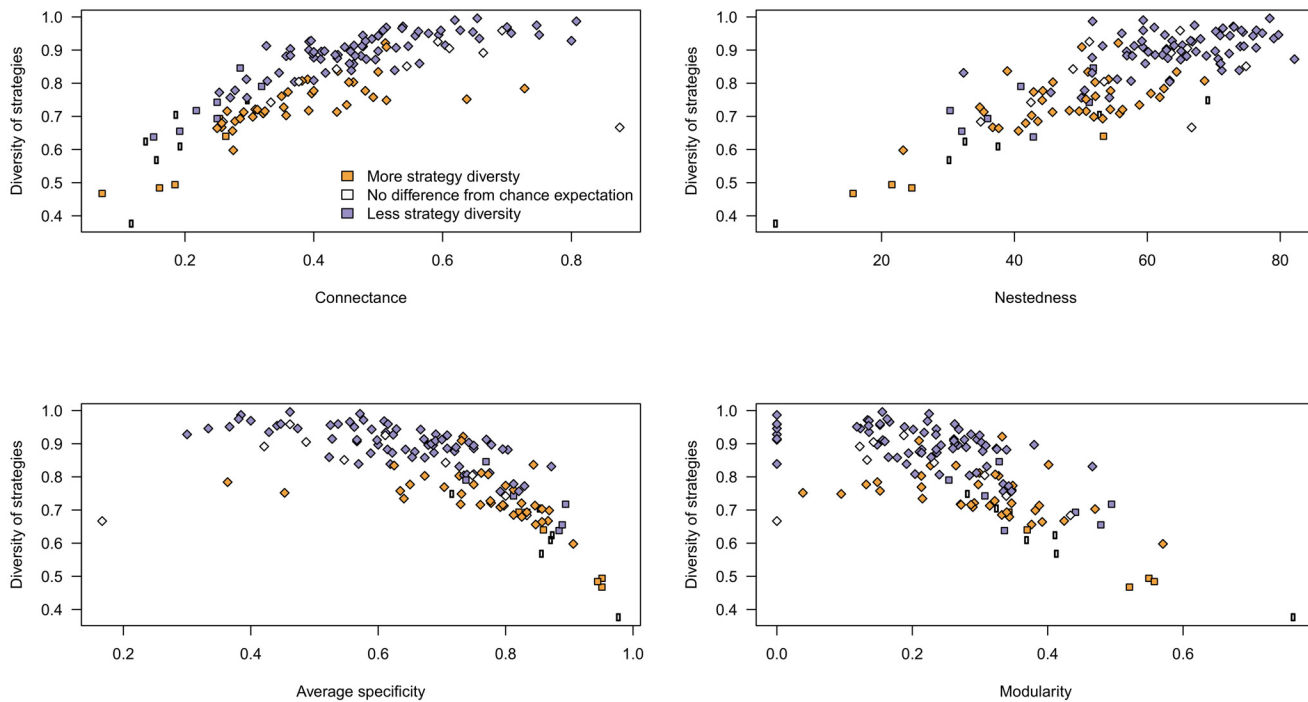 1.0
0.9
0.8
0.7
0.6
0.5
0.4
Diversity of strategies
More strategy diversty
No difference from chance expectation
Less strategy diversity
0.2 0.4 0.6 0.8
Connectance
1.0
0.9
0.8
0.7
0.6
0.5
0.4
Diversity of strategies
20 40 60 80
Nestedness
1.0
0.9
0.8
0.7
0.6
0.5
0.4
Diversity of strategies
0.2 0.4 0.6 0.8 1.0
Average specificity
1.0
0.9
0.8
0.7
0.6
0.5
0.4
Diversity of strategies
0.0 0.2 0.4 0.6
Modularity